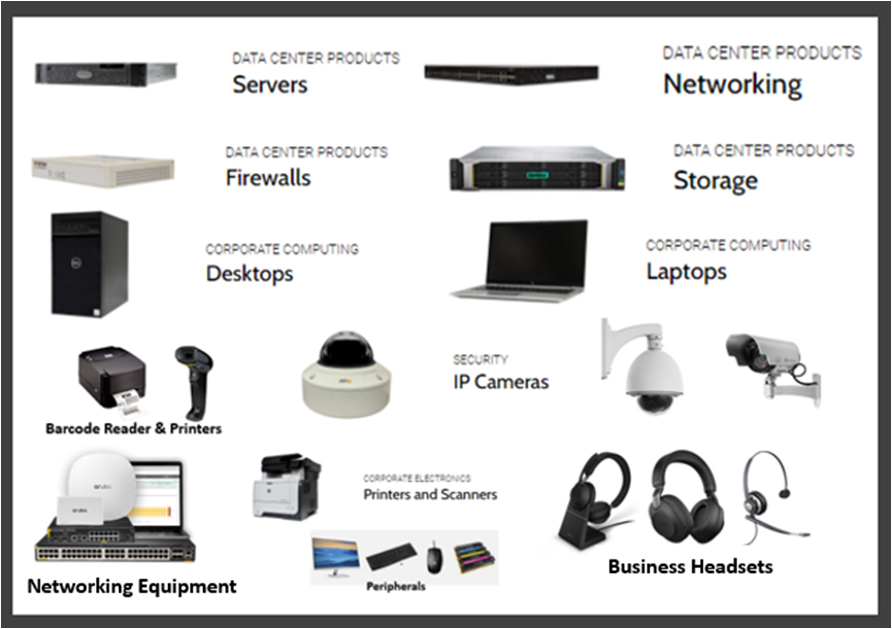 DATA CENTER PRODUCTS
Servers
DATA CENTER PRODUCTS
Networking
DATA CENTER PRODUCTS
Firewalls
DATA CENTER PRODUCTS
Storage
CORPORATE COMPUTING
Desktops
CORPORATE COMPUTING
Laptops
Barcode Reader & Printers
SECURITY
IP Cameras
Networking Equipment
CORPORATE ELECTRONICS
Printers and Scanners
Peripherals
Business Headsets